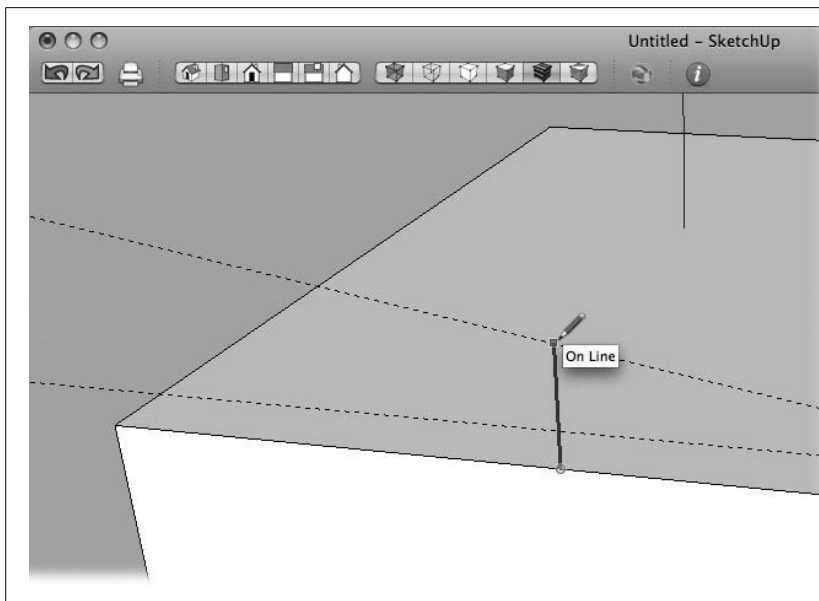 Untitled – SketchUp
i
On Line